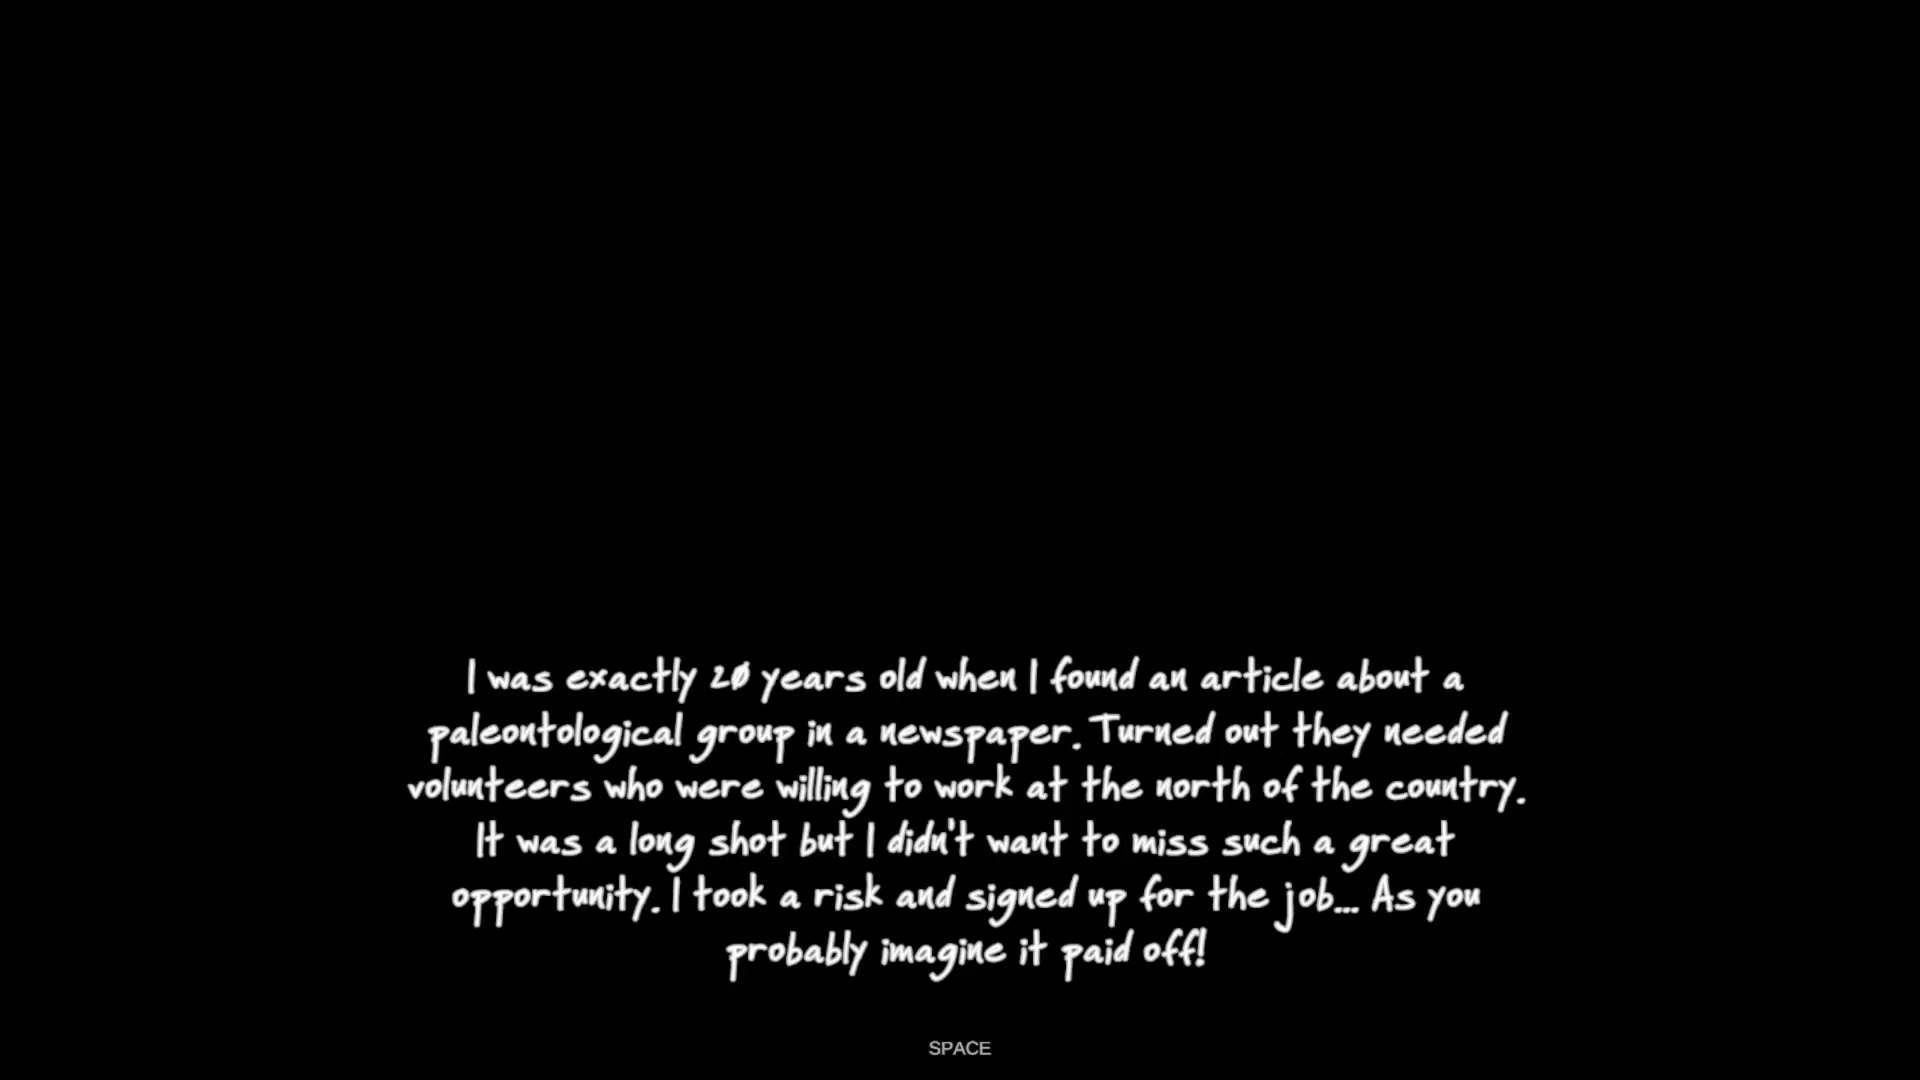 I was exactly 20 years old when I found an article about a
paleontological group in a newspaper. Turned out they needed
volunteers who were willing to work at the north of the country.
It was a long shot but I didn't want to miss such a great
opportunity. I took a risk and signed up for the job... As you
probably imagine it paid off!
SPACE